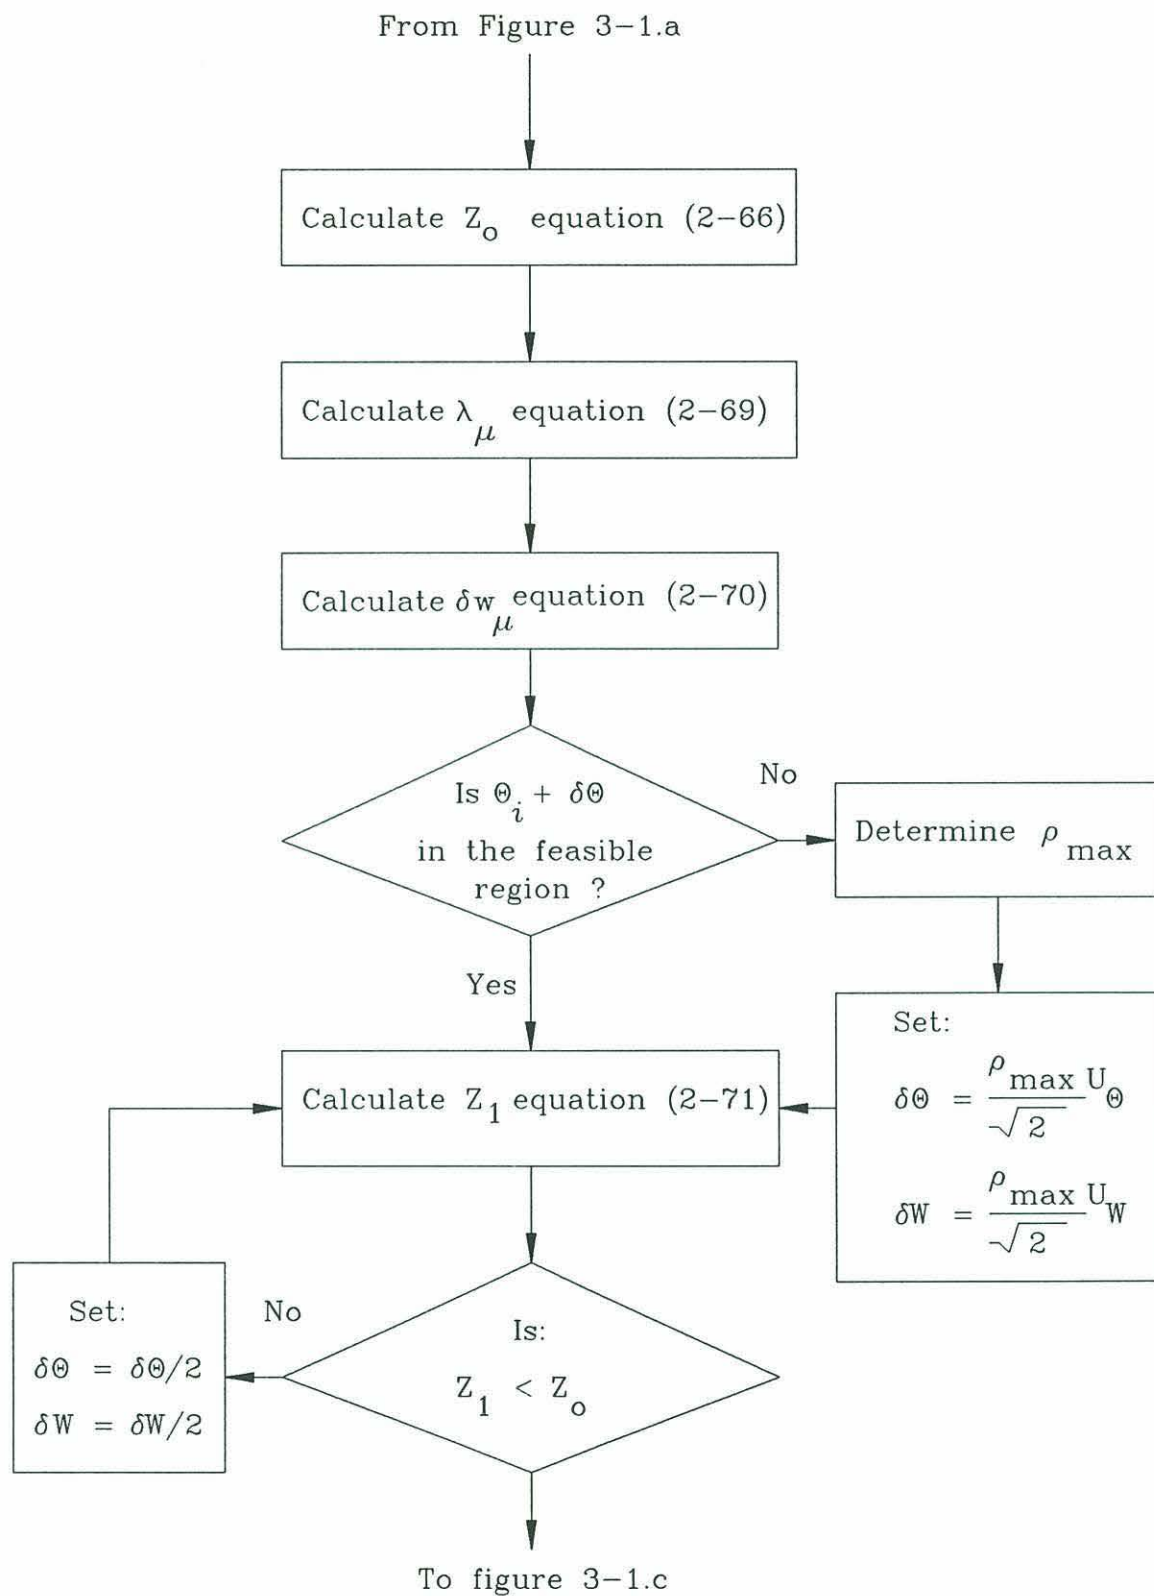 From Figure 3-1.a
Calculate Z_o equation (2-66)
Calculate λ_μ equation (2-69)
Calculate δw_μ equation (2-70)
Is Θ_i + δΘ
in the feasible
region ?
No
Determine ρ_max
Yes
Set:
δΘ = ρ_max/√2 U_Θ
δW = ρ_max/√2 U_W
Calculate Z_1 equation (2-71)
Set:
δΘ = δΘ/2
δW = δW/2
No
Is:
Z_1 < Z_o
To figure 3-1.c